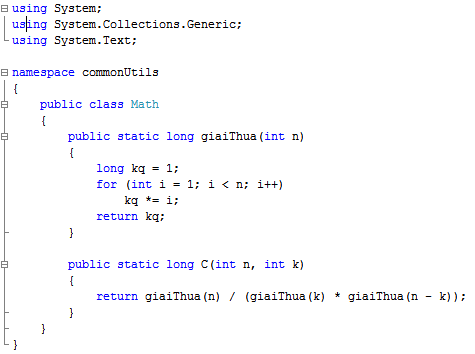 using System;
using System.Collections.Generic;
using System.Text;
namespace commonUtils
{
public class Math
{
public static long giaiThua(int n)
{
long kq = 1;
for (int i = 1; i < n; i++)
kq *= i;
return kq;
}
public static long C(int n, int k)
{
return giaiThua(n) / (giaiThua(k) * giaiThua(n - k));
}
}
}